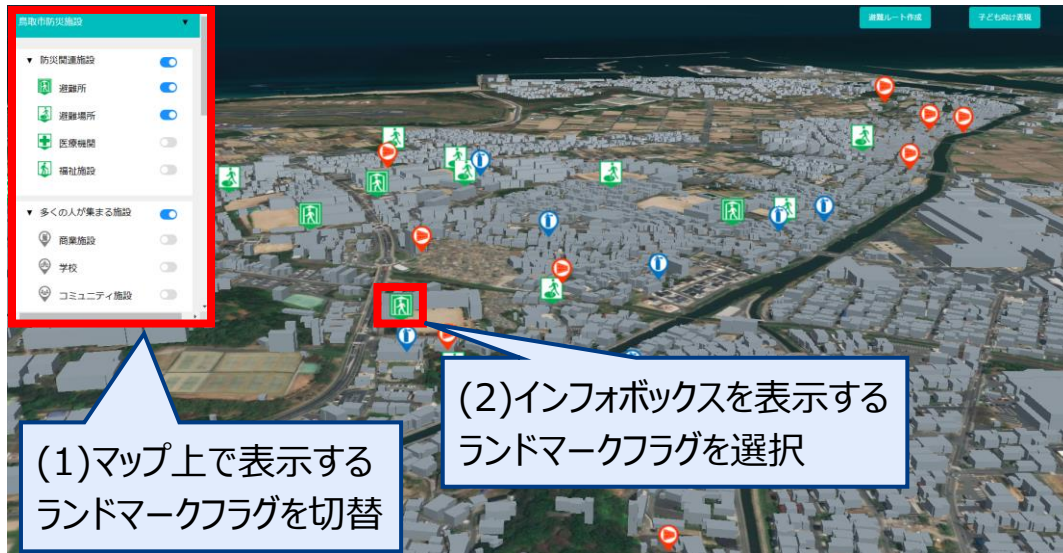 鳥取市防災施設
避難ルート作成
子ども向け表現
防災関連施設
避難所
避難場所
医療機関
福祉施設
多くの人が集まる施設
商業施設
学校
コミュニティ施設
(2)インフォボックスを表示する
ランドマークフラグを選択
(1)マップ上で表示する
ランドマークフラグを切替